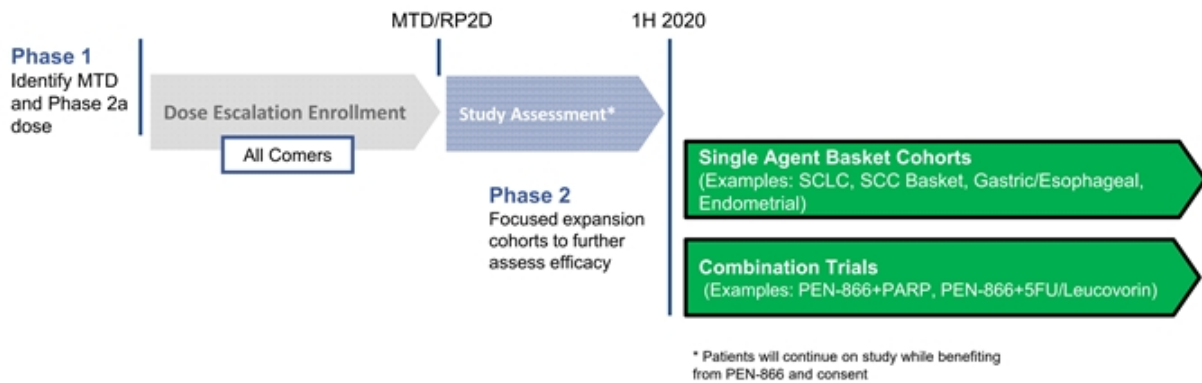 MTD/RP2D
1H 2020
Phase 1
Identify MTD
and Phase 2a
dose
Dose Escalation Enrollment
All Comers
Study Assessment*
Phase 2
Focused expansion
cohorts to further
assess efficacy
Single Agent Basket Cohorts
(Examples: SCLC, SCC Basket, Gastric/Esophageal,
Endometrial)
Combination Trials
(Examples: PEN-866+PARP, PEN-866+5FU/Leucovorin)
* Patients will continue on study while benefiting
from PEN-866 and consent